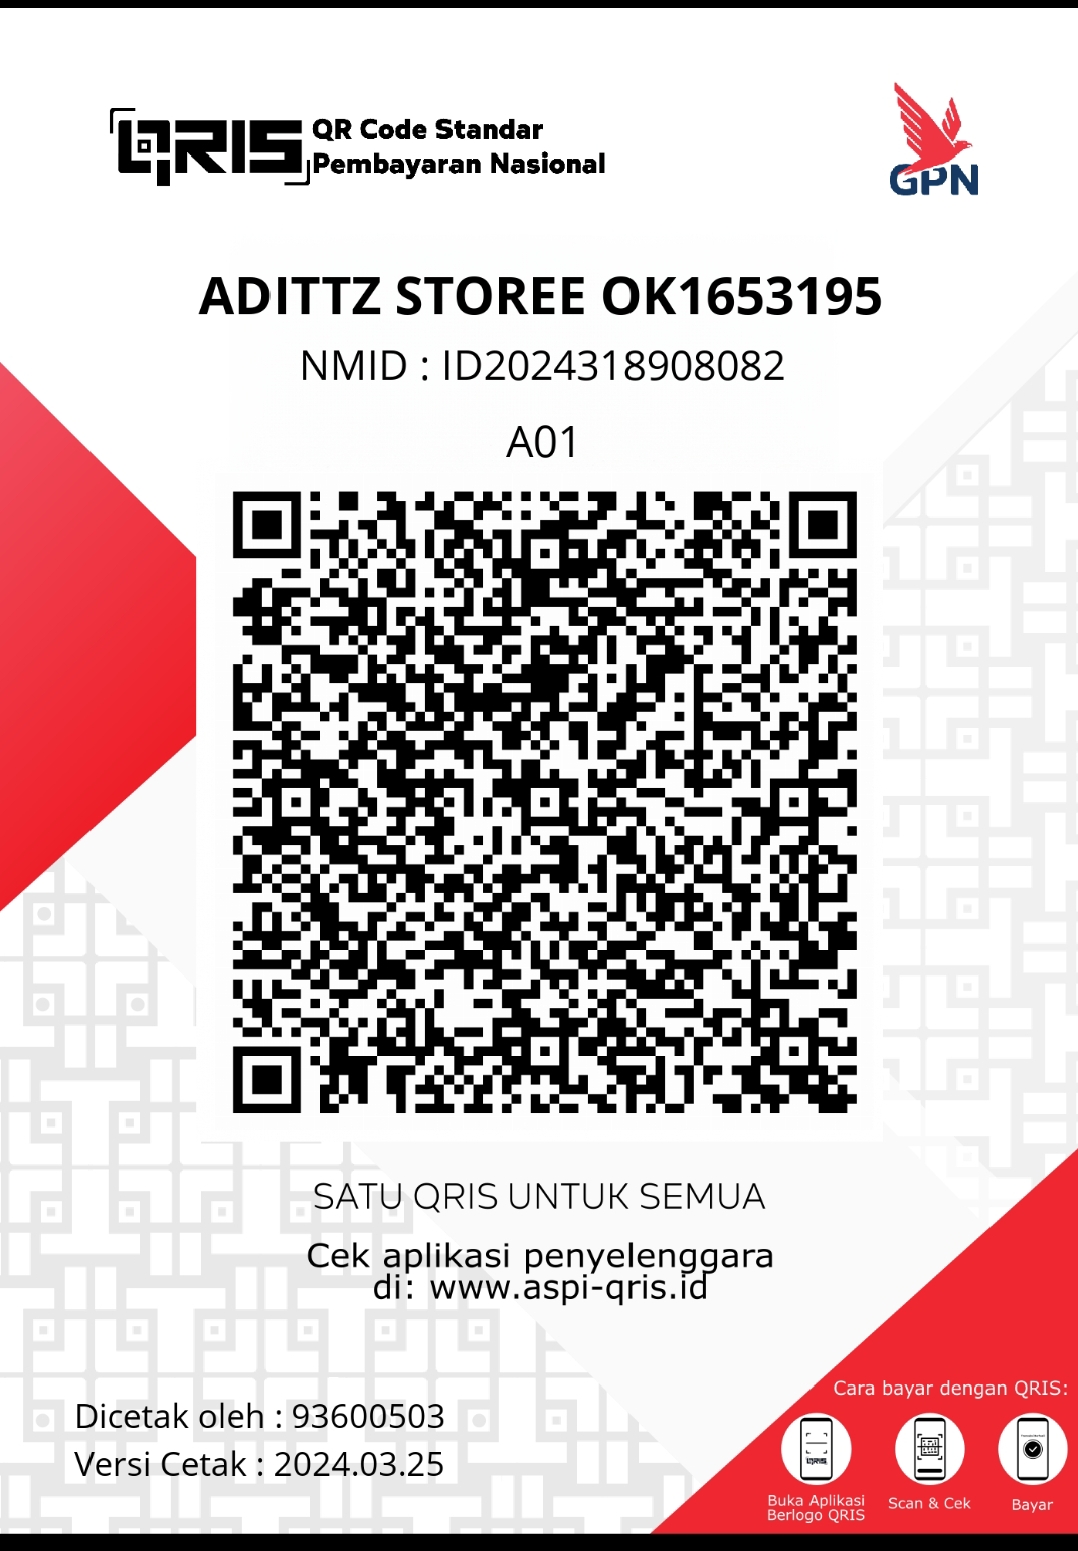 QRIS QR Code Standar
Pembayaran Nasional
GPN
ADITTZ STOREE OK1653195
NMID : ID2024318908082
A01
SATU QRIS UNTUK SEMUA
Cek aplikasi penyelenggara
di: www.aspi-qris.id
Dicetak oleh : 93600503
Versi Cetak : 2024.03.25
Cara bayar dengan QRIS:
QRIS
Buka Aplikasi
Berlogo QRIS
Scan & Cek
Bayar